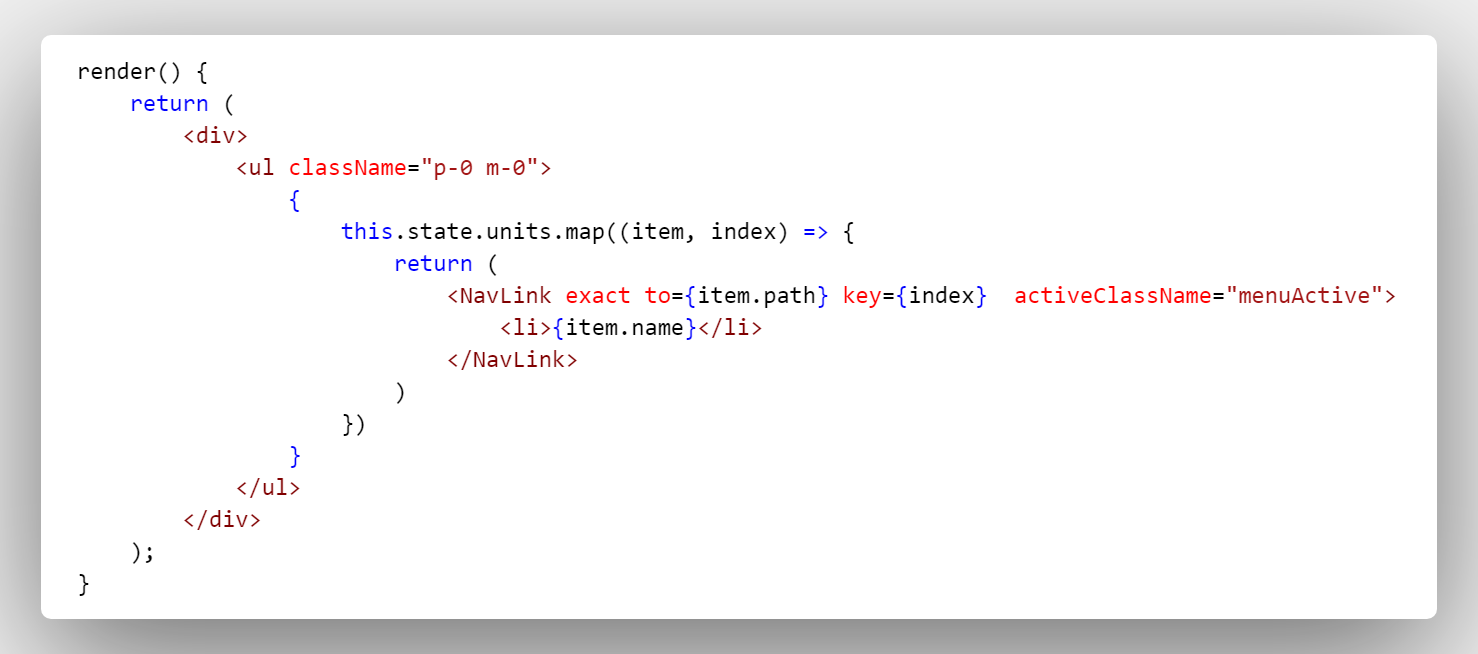 render() {
    return (
        <div>
            <ul className="p-0 m-0">
                {
                    this.state.units.map((item, index) => {
                        return (
                            <NavLink exact to={item.path} key={index}  activeClassName="menuActive">
                                <li>{item.name}</li>
                            </NavLink>
                        )
                    })
                }
            </ul>
        </div>
    );
}